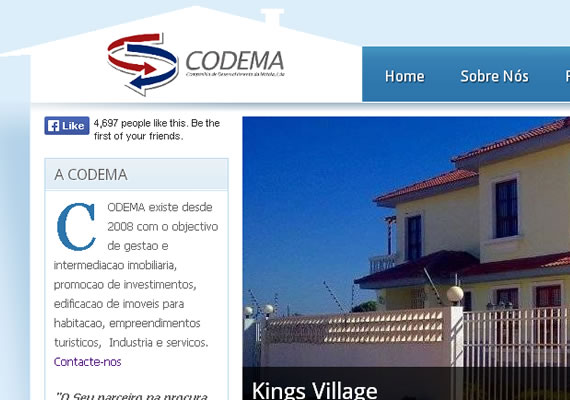 CODEMA
Companhia de Desenvolvimento da Matola, Lda
Home
Sobre Nós
Like
4,697 people like this. Be the
first of your friends.
A CODEMA
CODEMA existe desde
2008 com o objectivo
de gestao e
intermediacao imobiliaria,
promocao de investimentos,
edificacao de imoveis para
habitacao, empreendimentos
turisticos, Industria e servicos.
Contacte-nos
"O Seu parceiro na procura
Kings Village